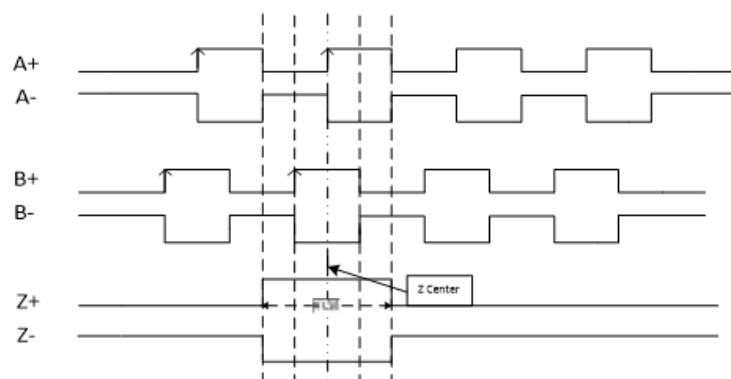 A+
A-
B+
B-
Z Center
Z+
Z-